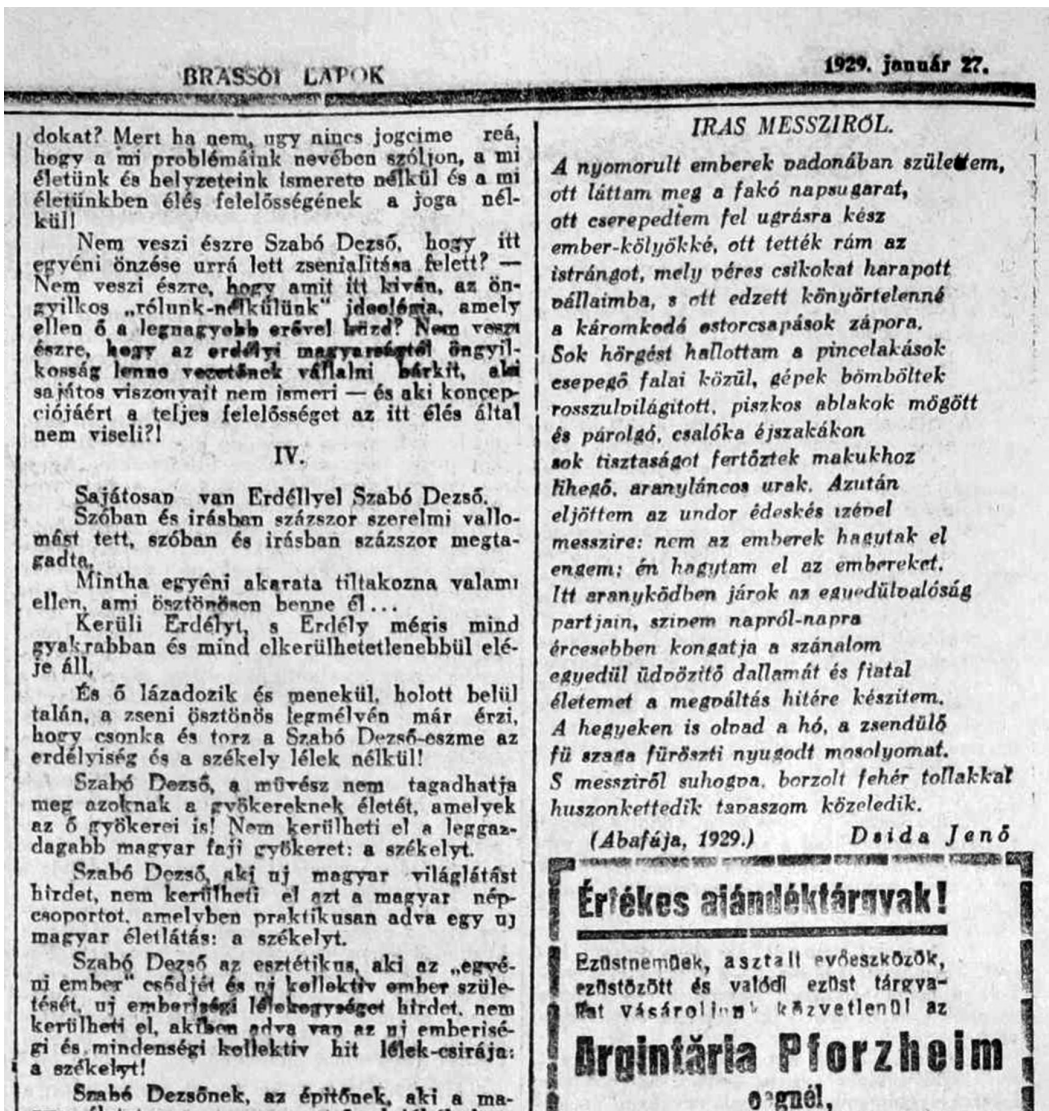 BRASSÓI LAPOK
1929. január 27.
dokat? Mert ha nem, ugy nincs jogcime reá,
hogy a mi problémáink nevében szóljon, a mi
életünk és helyzeteink ismerete nélkül és a mi
életünkben élés felelősségének a joga nél-
kül!
Nem veszi észre Szabó Dezső, hogy itt
egyéni önzése urrá lett zsenialitása felett? —
Nem veszi észre, hogy amit itt kiván, az ön-
gyilkos „rólunk-nélkülünk" ideológia, amely
ellen ő a legnagyobb erővel küzd? Nem veszi
észre, hogy az erdélyi magyarságtól öngyil-
kosság lenne vezetőnek vállalni bárkit, aki
sajátos viszonyait nem ismeri — és aki koncep-
ciójáért a teljes felelősséget az itt élés által
nem viseli?!
IV.
Sajátosan van Erdéllyel Szabó Dezső.
Szóban és irásban százszor szerelmi vallo-
mást tett, szóban és irásban százszor megta-
gadta.
Mintha egyéni akarata tiltakozna valami
ellen, ami ösztönösen benne él...
Kerüli Erdélyt, s Erdély mégis mind
gyakrabban és mind elkerülhetetlenebbül elé-
je áll.
És ő lázadozik és menekül, holott belül
talán, a zseni ösztönös legmélyén már érzi,
hogy csonka és torz a Szabó Dezső-eszme az
erdélyiség és a székely lélek nélkül!
Szabó Dezső, a művész nem tagadhatja
meg azoknak a gyökereknek életét, amelyek
az ő gyökerei is! Nem kerülheti el a leggaz-
dagabb magyar faji gyökeret: a székelyt.
Szabó Dezső, aki uj magyar világlátást
hirdet, nem kerülheti el azt a magyar nép-
csoportot, amelyben praktikusan adva egy uj
magyar életlátás: a székelyt.
Szabó Dezső az esztétikus, aki az „egyé-
ni ember" csődjét és uj kollektiv ember szüle-
tését, uj emberiségi lélekegységet hirdet, nem
kerülheti el, akiben adva van az uj emberisé-
gi és mindenségi kollektiv hit lélek-csirája:
a székelyt!
Szabó Dezsőnek, az épitőnek, aki a ma-
IRAS MESSZIRŐL.
A nyomorult emberek vadonában születtem,
ott láttam meg a fakó napsugarat,
ott cserepedtem fel ugrásra kész
ember-kölyökké, ott tették rám az
istrángot, mely véres csikokat harapott
vállaimba, s ott edzett könyörtelenné
a káromkodó ostorcsapások zápora.
Sok hörgést hallottam a pincelakások
csepegő falai közül, gépek bömböltek
rosszulvilágitott, piszkos ablakok mögött
és párolgó, csalóka éjszakákon
sok tisztaságot fertőztek makukhoz
lihegő, aranyláncos urak. Azután
eljöttem az undor édeskés izével
messzire: nem az emberek hagytak el
engem; én hagytam el az embereket.
Itt aranyködben járok az egyedülvalóság
partjain, szivem napról-napra
ércesebben kongatja a szánalom
egyedül üdvözitő dallamát és fiatal
életemet a megváltás hitére készitem.
A hegyeken is olvad a hó, a zsendülő
fü szaga füröszti nyugodt mosolyomat.
S messziről suhogva, borzolt fehér tollakkal
huszonkettedik tavaszom közeledik.
(Abafája, 1929.) Dsida Jenő
Értékes ajándéktárgyak!
Ezüstnemüek, asztali evőeszközök,
ezüstözött és valódi ezüst tárgya-
kat vásároljunk közvetlenül az
Argintăria Pforzheim
cégnél,